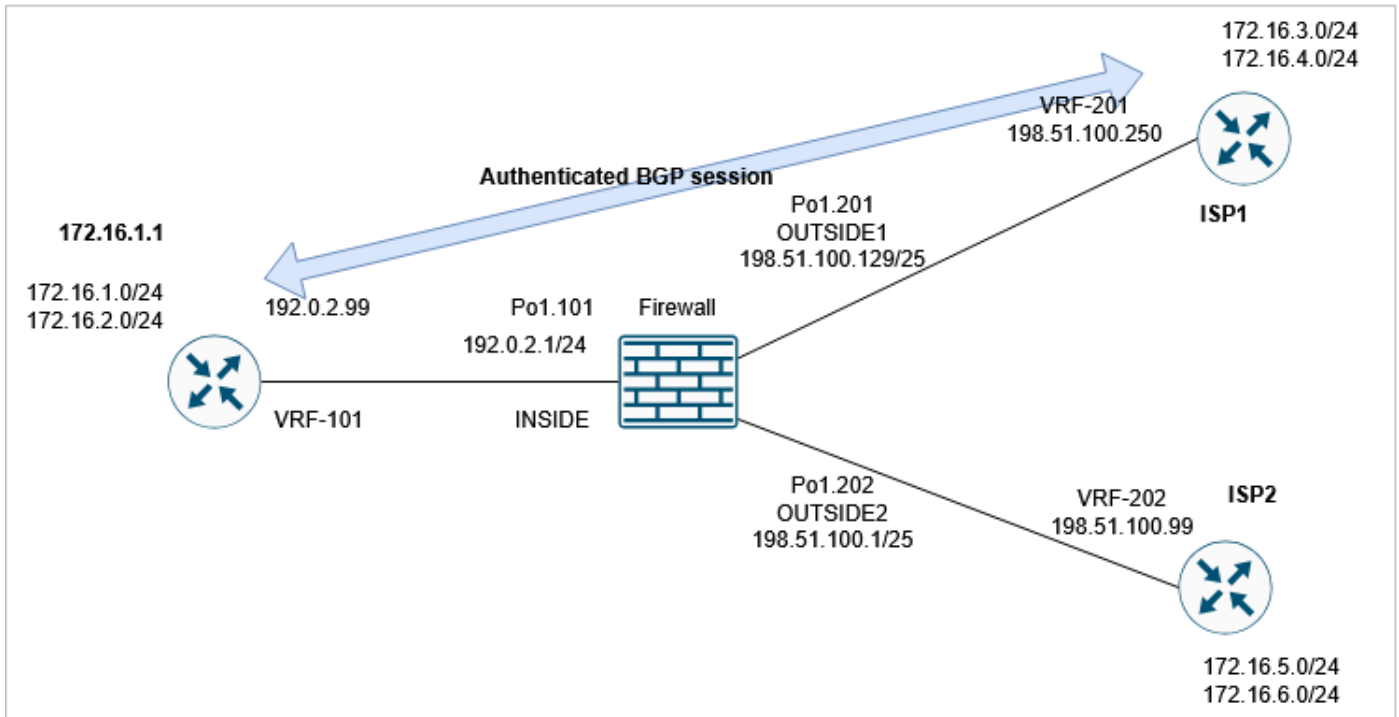 172.16.3.0/24
172.16.4.0/24
VRF-201
198.51.100.250
Authenticated BGP session
Po1.201
OUTSIDE1
198.51.100.129/25
ISP1
172.16.1.1
172.16.1.0/24
172.16.2.0/24
192.0.2.99
Po1.101
Firewall
192.0.2.1/24
VRF-101
INSIDE
Po1.202
OUTSIDE2
198.51.100.1/25
VRF-202
198.51.100.99
ISP2
172.16.5.0/24
172.16.6.0/24